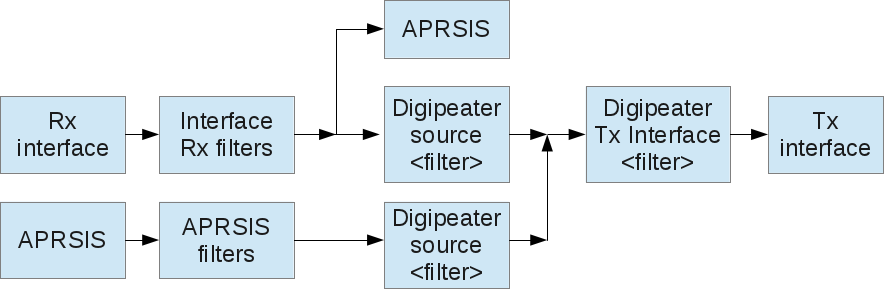 APRSIS
Rx
interface
Interface
Rx filters
Digipeater
source
<filter>
Digipeater
Tx Interface
<filter>
Tx
interface
APRSIS
APRSIS
filters
Digipeater
source
<filter>